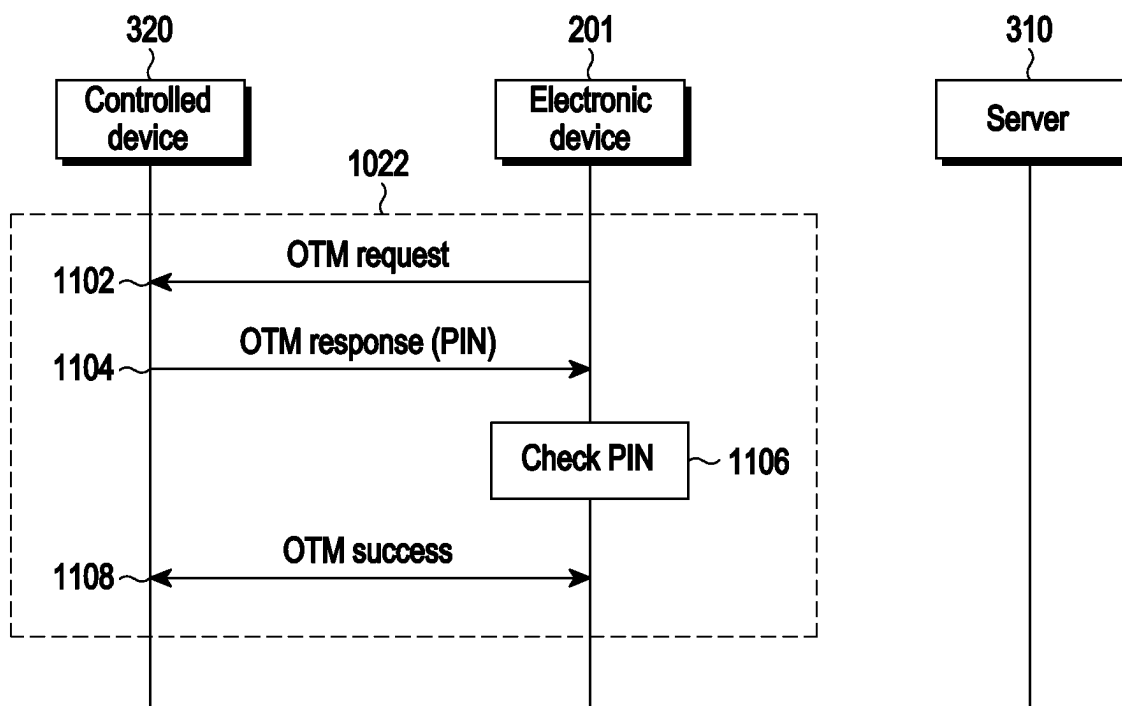 320
201
310
Controlled
device
Electronic
device
Server
1022
OTM request
1102
OTM response (PIN)
1104
Check PIN
1106
OTM success
1108